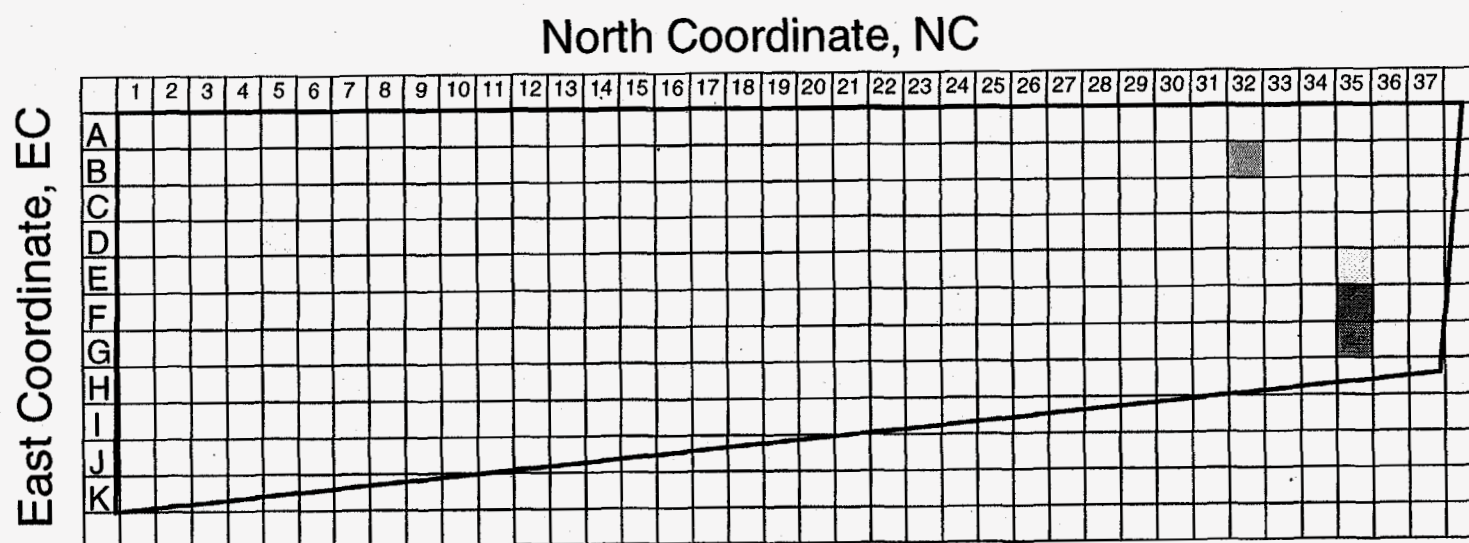 North Coordinate, NC
East Coordinate, EC
1 2 3 4 5 6 7 8 9 10 11 12 13 14 15 16 17 18 19 20 21 22 23 24 25 26 27 28 29 30 31 32 33 34 35 36 37
A
B
C
D
E
F
G
H
I
J
K